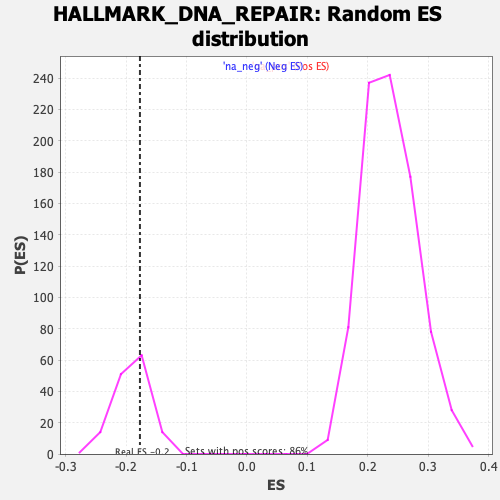 HALLMARK_DNA_REPAIR: Random ES
distribution
'na_neg' (Neg ES)os ES)
240
220
200
180
160
140
120
100
80
60
40
20
0
P(ES)
Real ES -0.2
Sets with pos scores: 86%
-0.3 -0.2 -0.1 0.0 0.1 0.2 0.3 0.4
ES